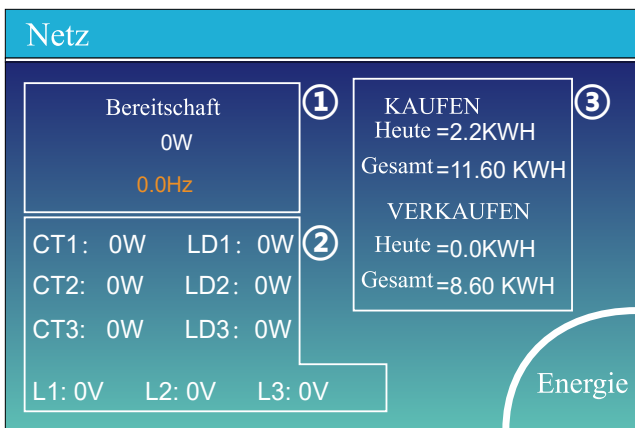 Netz
Bereitschaft
0W
0.0Hz
①
CT1: 0W LD1: 0W
CT2: 0W LD2: 0W
CT3: 0W LD3: 0W
L1: 0V L2: 0V L3: 0V
②
KAUFEN
Heute =2.2KWH
Gesamt =11.60 KWH
VERKAUFEN
Heute =0.0KWH
Gesamt =8.60 KWH
③
Energie